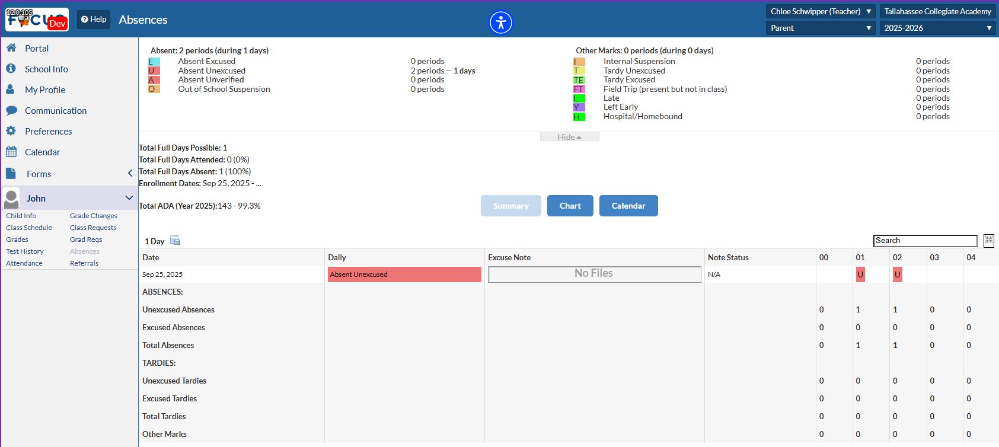 12.0.105
FOCUS
Dev
Help
Absences
Chloe Schwipper (Teacher) ▼
Tallahassee Collegiate Academy
Parent ▼
2025-2026 ▼
Portal
School Info
My Profile
Communication
Preferences
Calendar
Forms
John
Child Info Grade Changes
Class Schedule Class Requests
Grades Grad Reqs
Test History Absences
Attendance Referrals
Absent: 2 periods (during 1 days)
E Absent Excused 0 periods
U Absent Unexcused 2 periods -- 1 days
A Absent Unverified 0 periods
O Out of School Suspension 0 periods
Other Marks: 0 periods (during 0 days)
I Internal Suspension 0 periods
T Tardy Unexcused 0 periods
TE Tardy Excused 0 periods
FT Field Trip (present but not in class) 0 periods
L Late 0 periods
Y Left Early 0 periods
H Hospital/Homebound 0 periods
Hide
Total Full Days Possible: 1
Total Full Days Attended: 0 (0%)
Total Full Days Absent: 1 (100%)
Enrollment Dates: Sep 25, 2025 - ...
Total ADA (Year 2025):143 - 99.3%
Summary Chart Calendar
1 Day
Search
Date Daily Excuse Note Note Status 00 01 02 03 04
Sep 25, 2025 Absent Unexcused No Files N/A U U
ABSENCES:
Unexcused Absences 0 1 1 0 0
Excused Absences 0 0 0 0 0
Total Absences 0 1 1 0 0
TARDIES:
Unexcused Tardies 0 0 0 0 0
Excused Tardies 0 0 0 0 0
Total Tardies 0 0 0 0 0
Other Marks 0 0 0 0 0